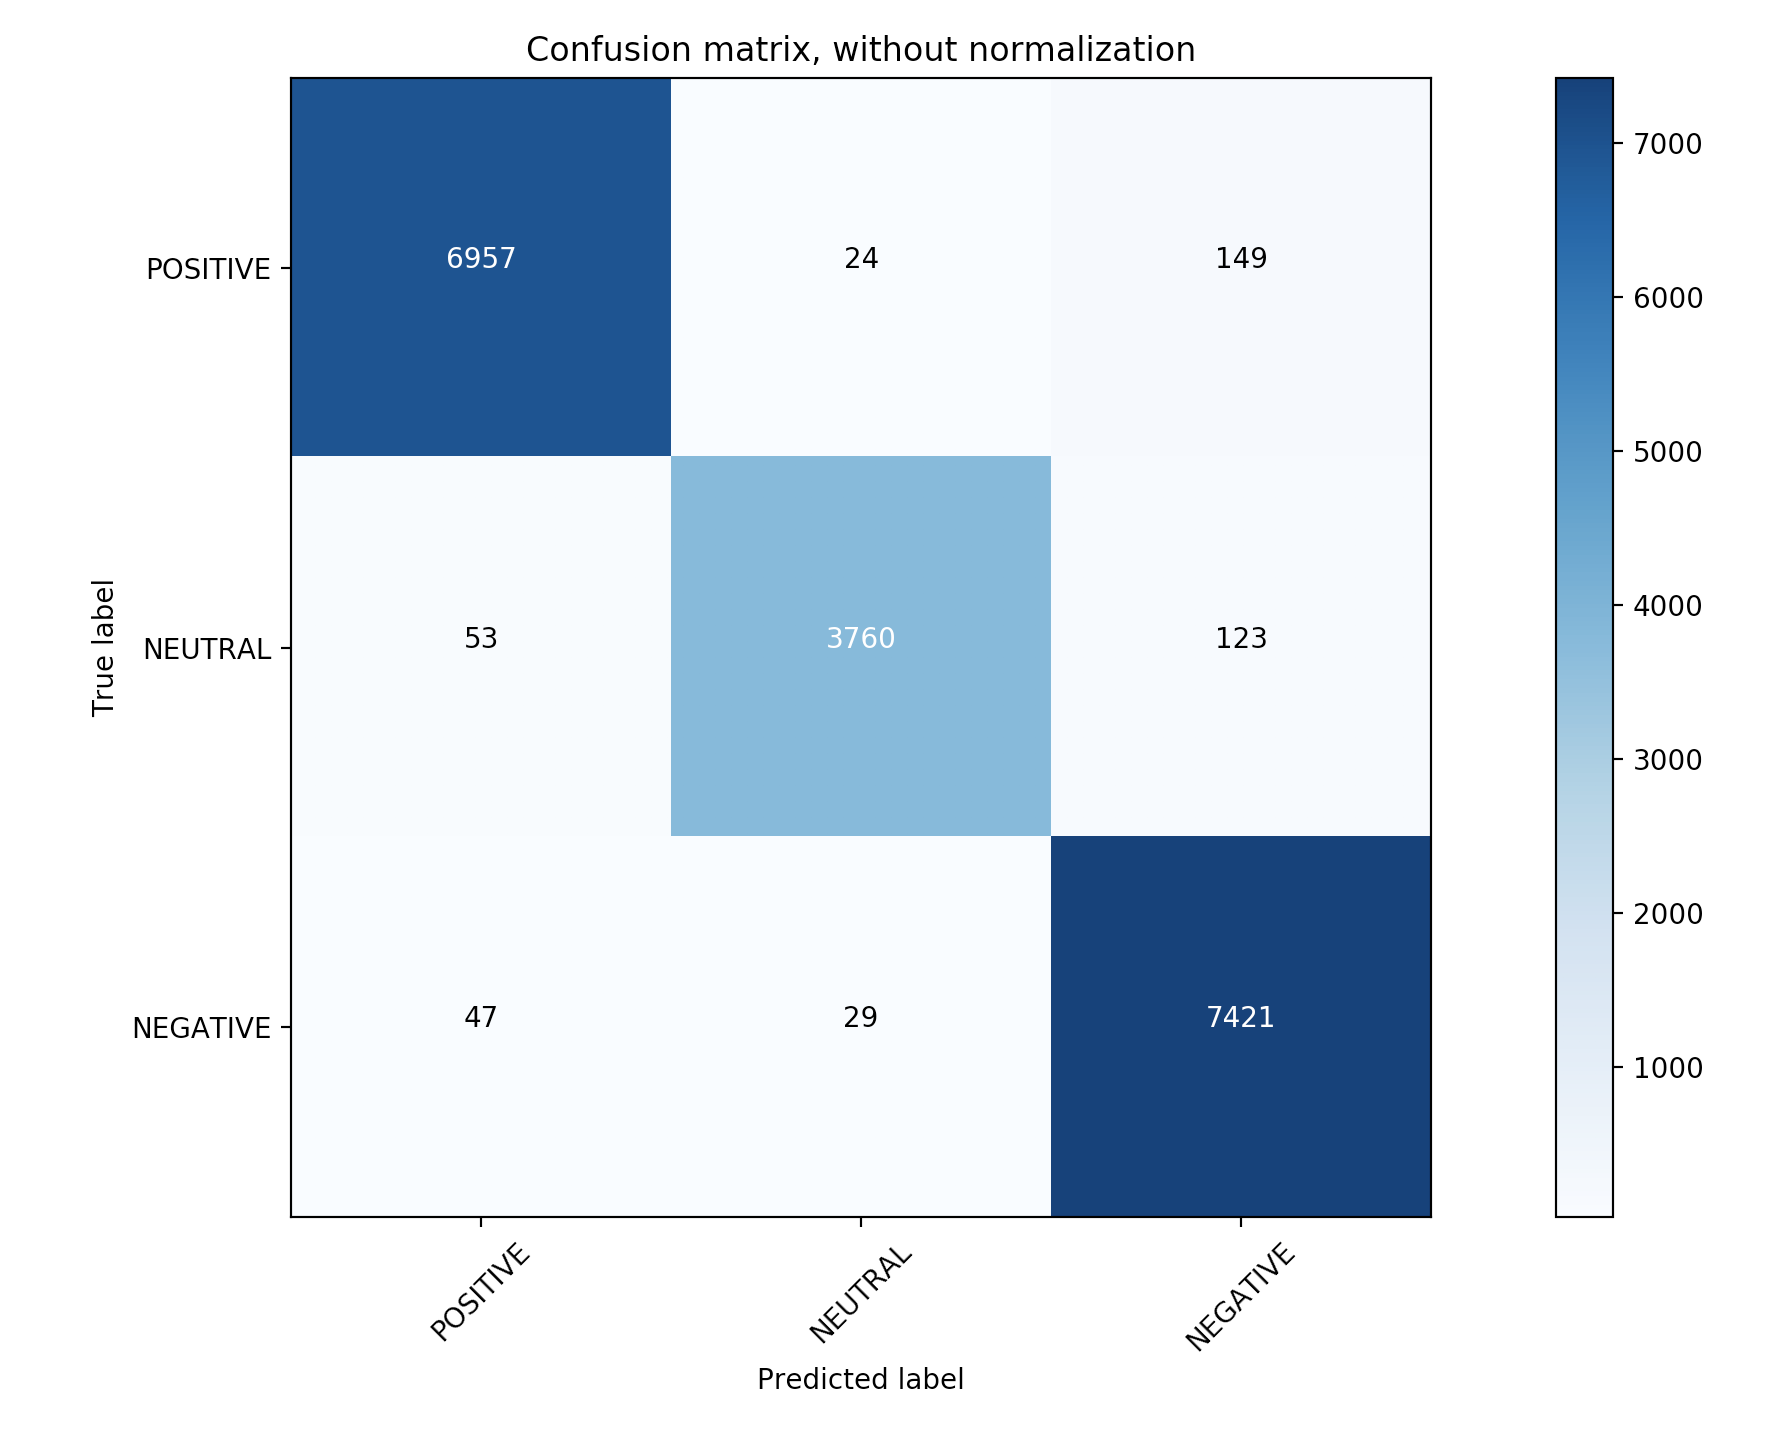 Confusion matrix, without normalization
POSITIVE
6957
24
149
NEUTRAL
53
3760
123
NEGATIVE
47
29
7421
POSITIVE
NEUTRAL
NEGATIVE
True label
Predicted label
7000
6000
5000
4000
3000
2000
1000